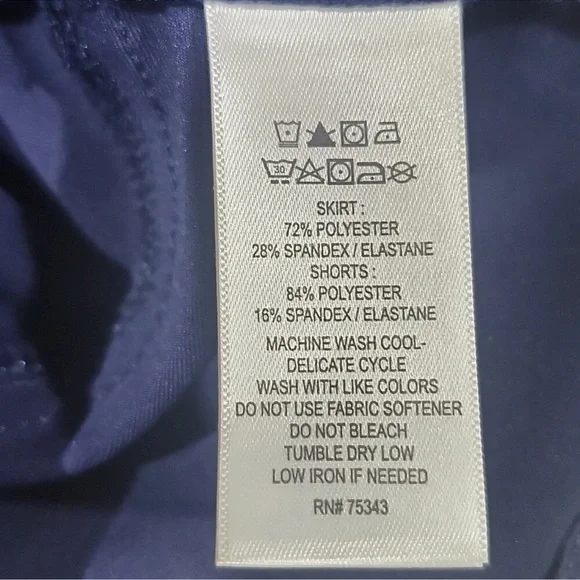 30
SKIRT :
72% POLYESTER
28% SPANDEX / ELASTANE
SHORTS :
84% POLYESTER
16% SPANDEX / ELASTANE
MACHINE WASH COOL-
DELICATE CYCLE
WASH WITH LIKE COLORS
DO NOT USE FABRIC SOFTENER
DO NOT BLEACH
TUMBLE DRY LOW
LOW IRON IF NEEDED
RN# 75343